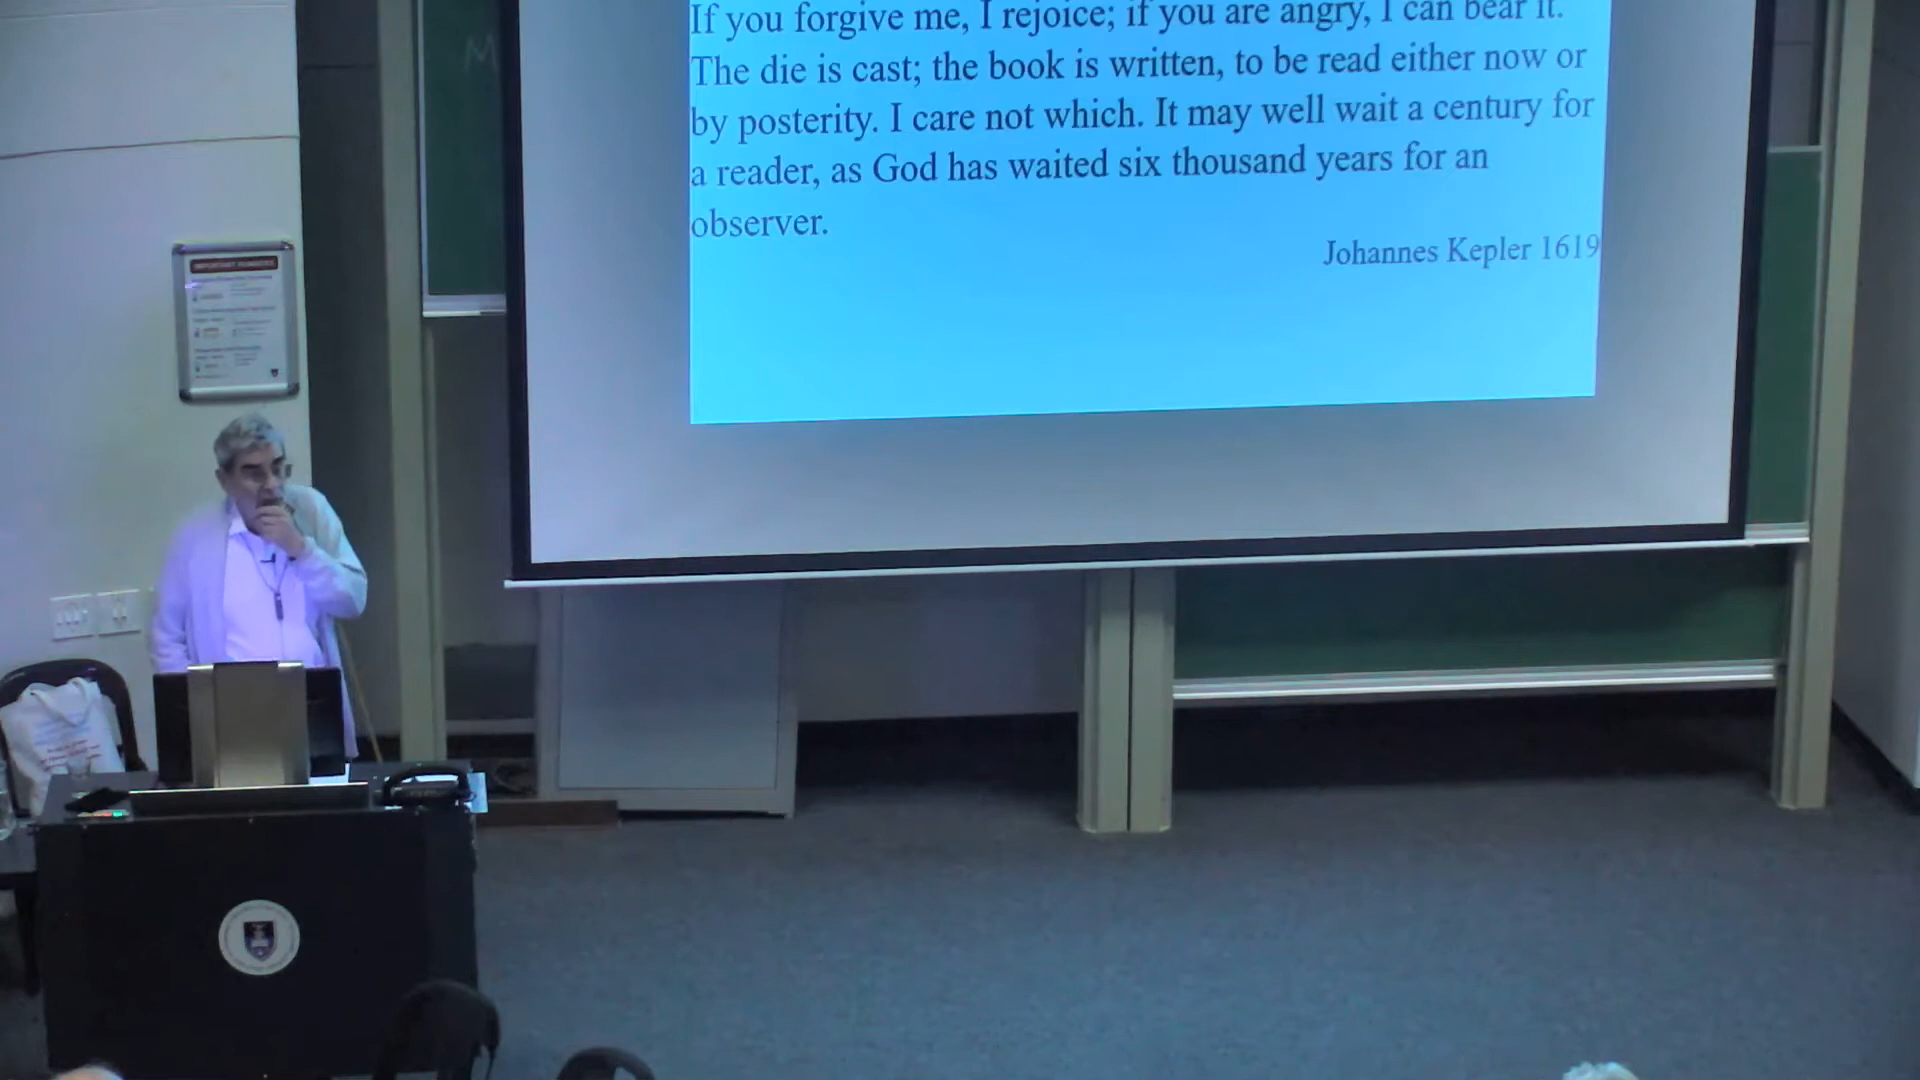 M
If you forgive me, I rejoice; if you are angry, I can bear it.
The die is cast; the book is written, to be read either now or
by posterity. I care not which. It may well wait a century for
a reader, as God has waited six thousand years for an
observer.
Johannes Kepler 1619
IMPORTANT NUMBERS